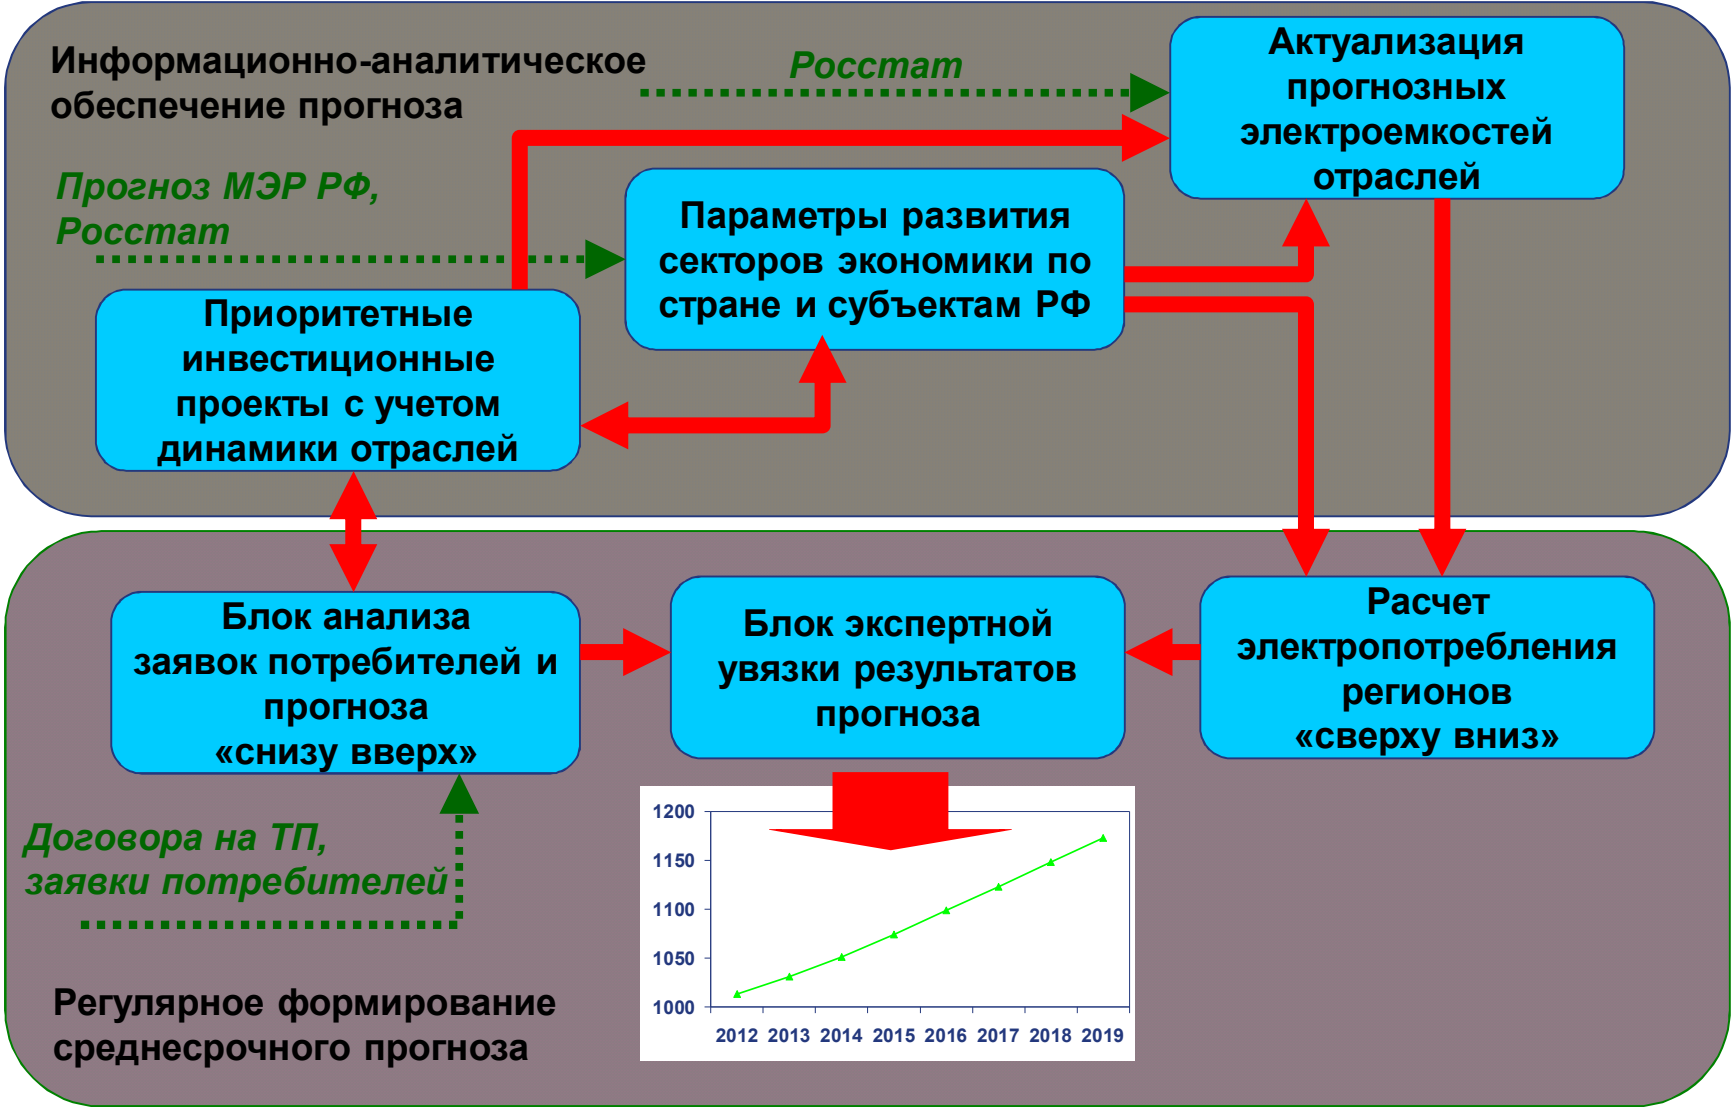 Информационно-аналитическое
обеспечение прогноза
Росстат
Актуализация
прогнозных
электроемкостей
отраслей
Прогноз МЭР РФ,
Росстат
Параметры развития
секторов экономики по
стране и субъектам РФ
Приоритетные
инвестиционные
проекты с учетом
динамики отраслей
Блок анализа
заявок потребителей и
прогноза
«снизу вверх»
Блок экспертной
увязки результатов
прогноза
Расчет
электропотребления
регионов
«сверху вниз»
Договора на ТП,
заявки потребителей
1200
1150
1100
1050
1000
2012 2013 2014 2015 2016 2017 2018 2019
Регулярное формирование
среднесрочного прогноза